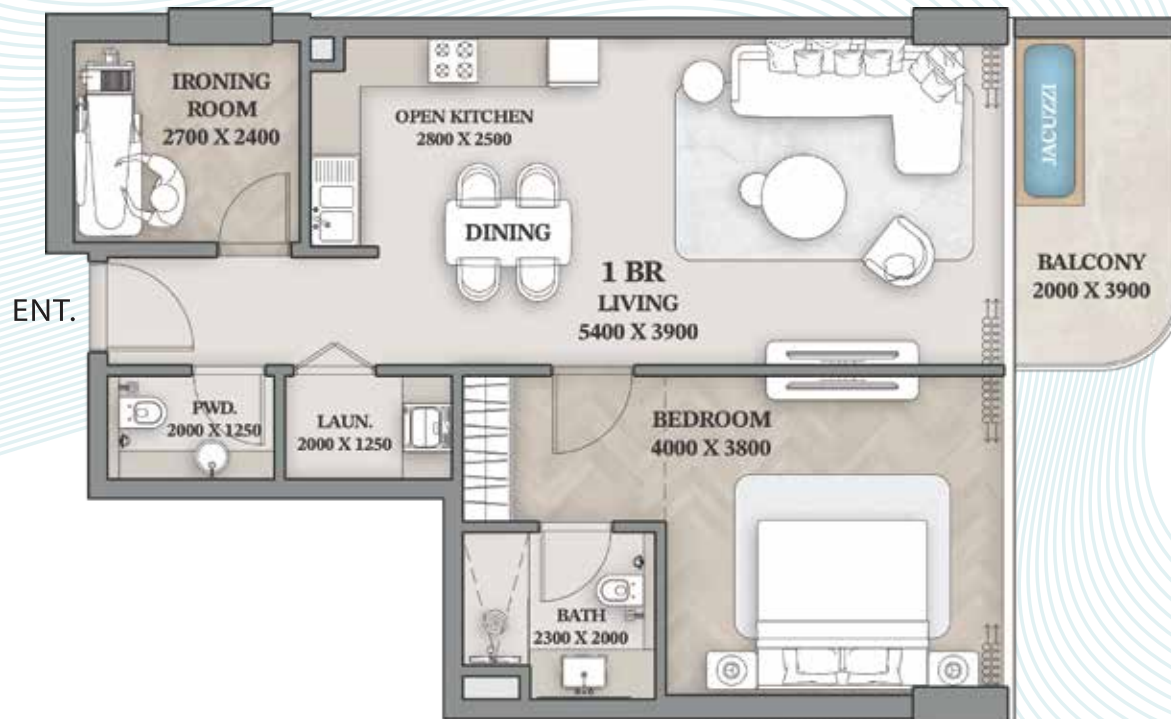 IRONING
ROOM
2700 X 2400
OPEN KITCHEN
2800 X 2500
JACUZZI
DINING
BALCONY
2000 X 3900
1 BR
LIVING
5400 X 3900
ENT.
PWD.
2000 X 1250
LAUN.
2000 X 1250
BEDROOM
4000 X 3800
BATH
2300 X 2000